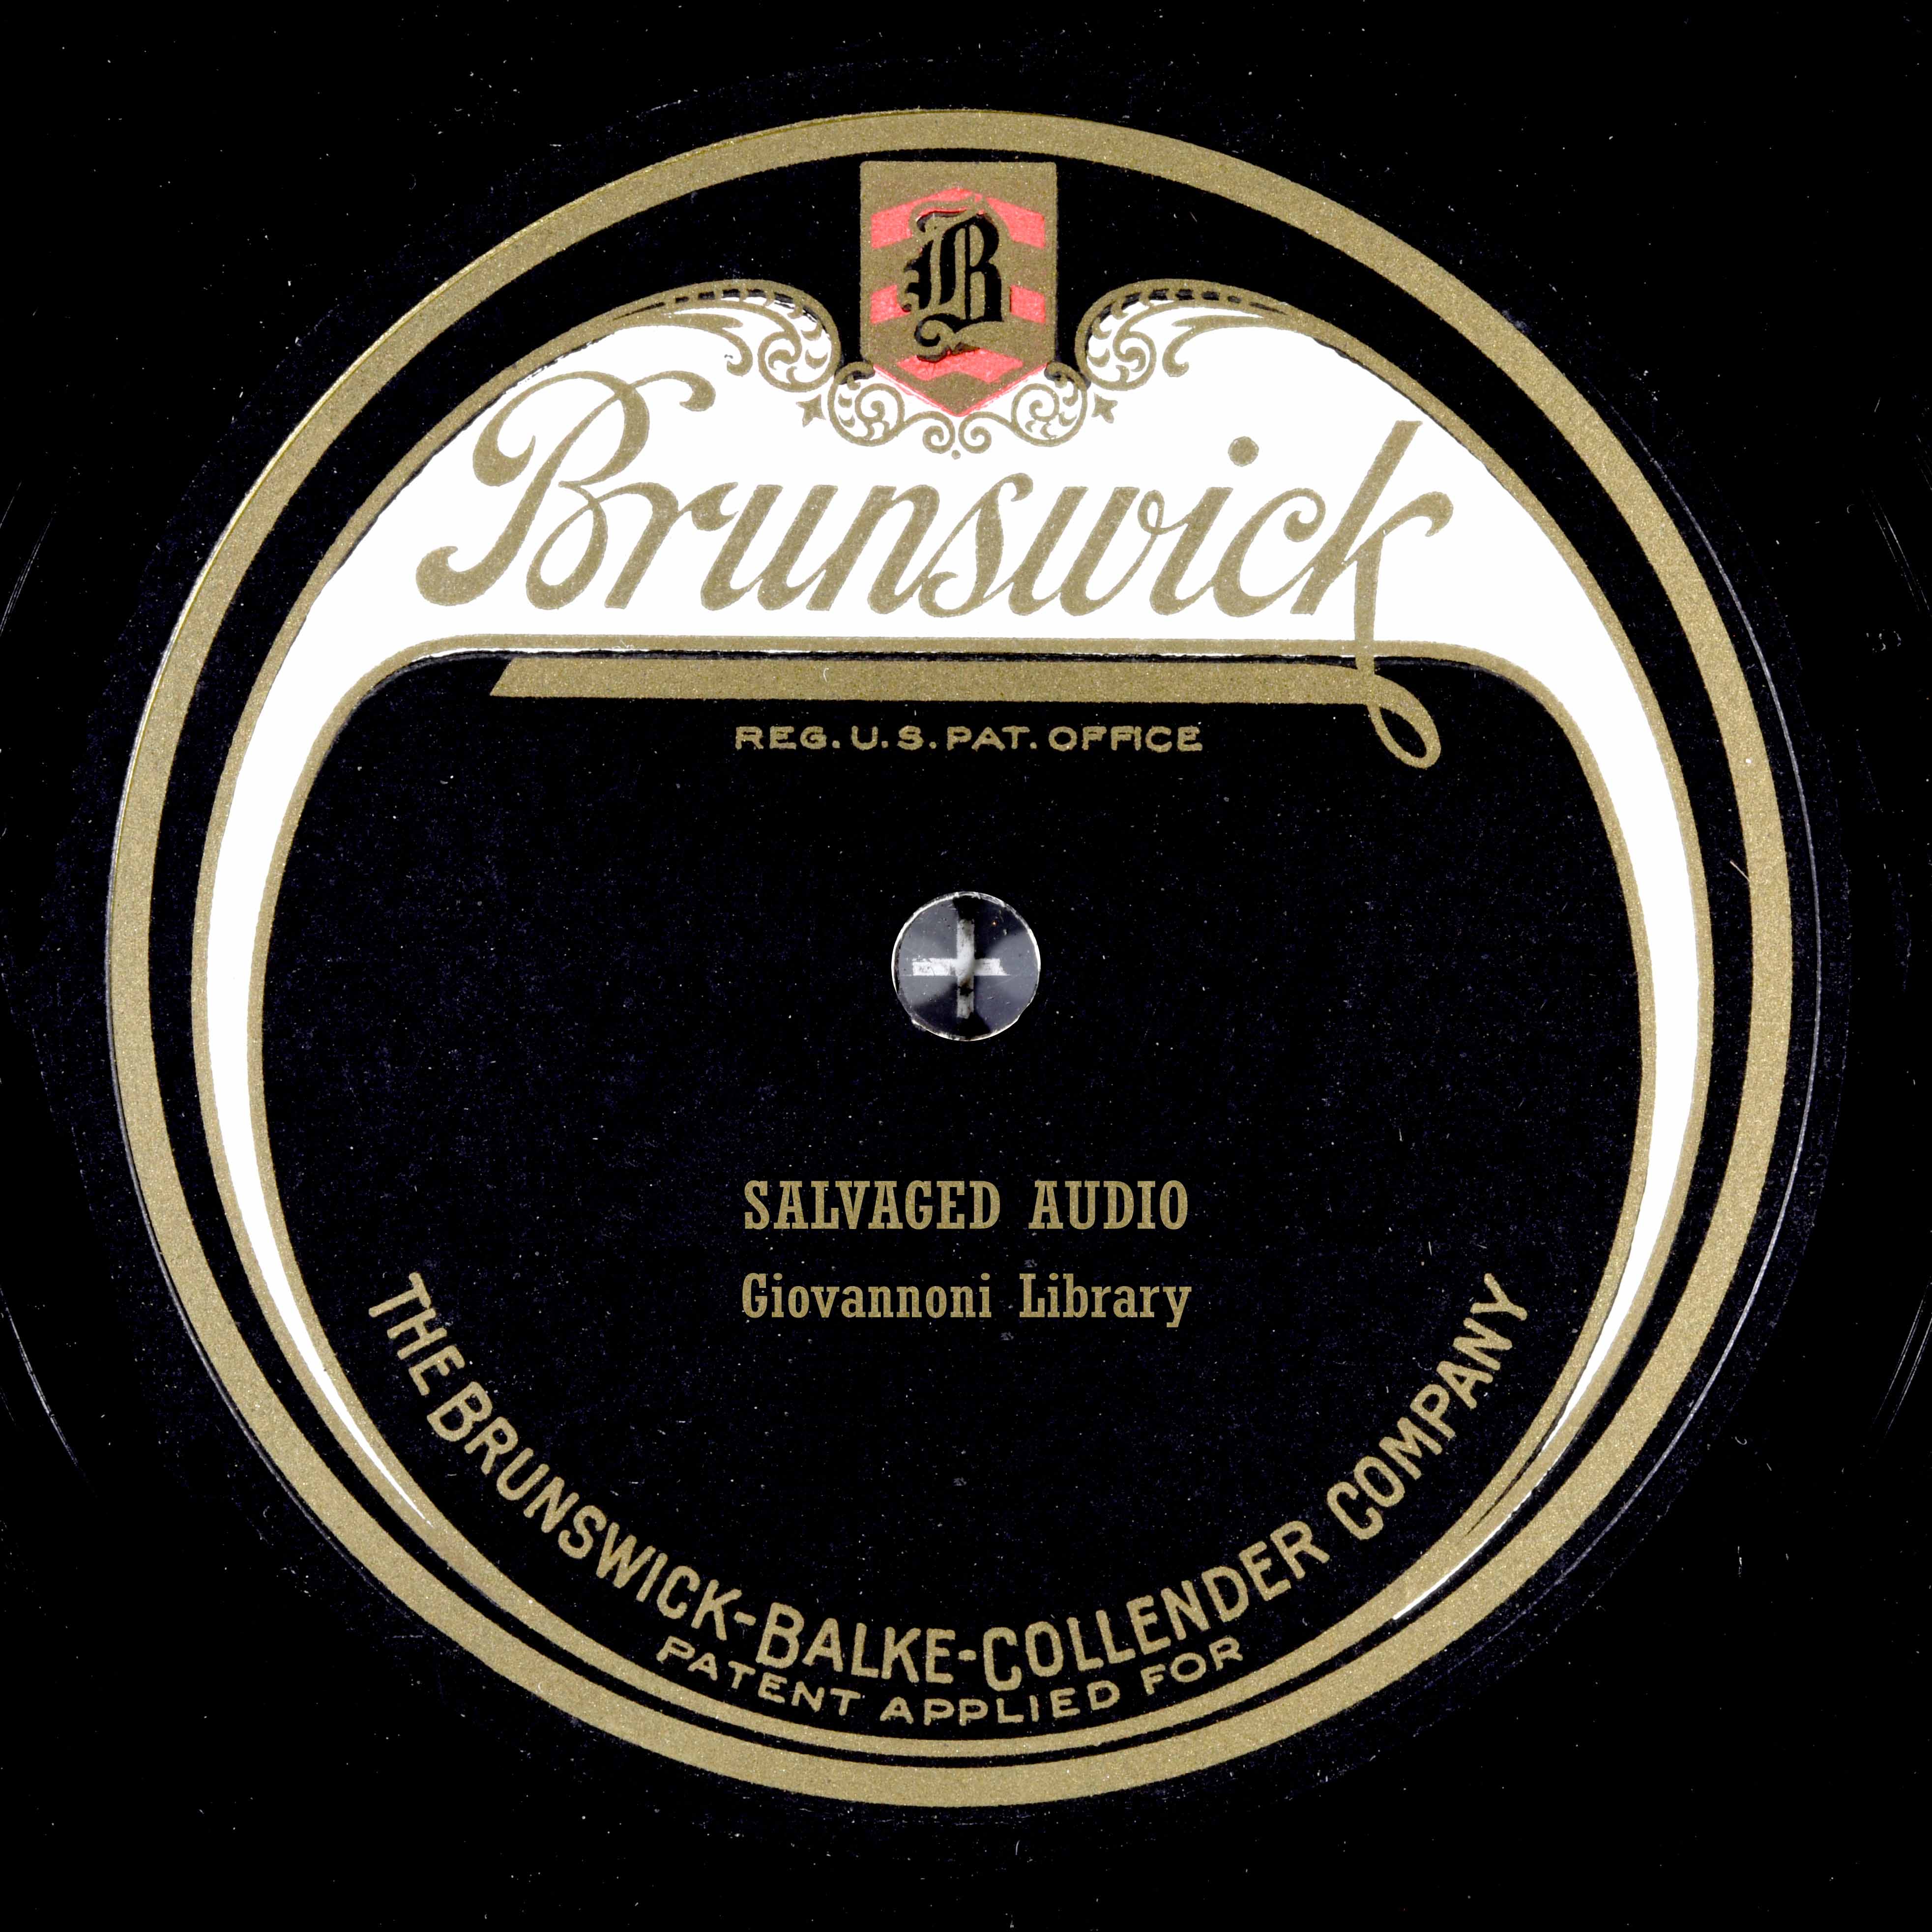 B
Brunswick
REG. U.S. PAT. OFFICE
SALVAGED AUDIO
Giovannoni Library
THE BRUNSWICK-BALKE-COLLENDER COMPANY
PATENT APPLIED FOR